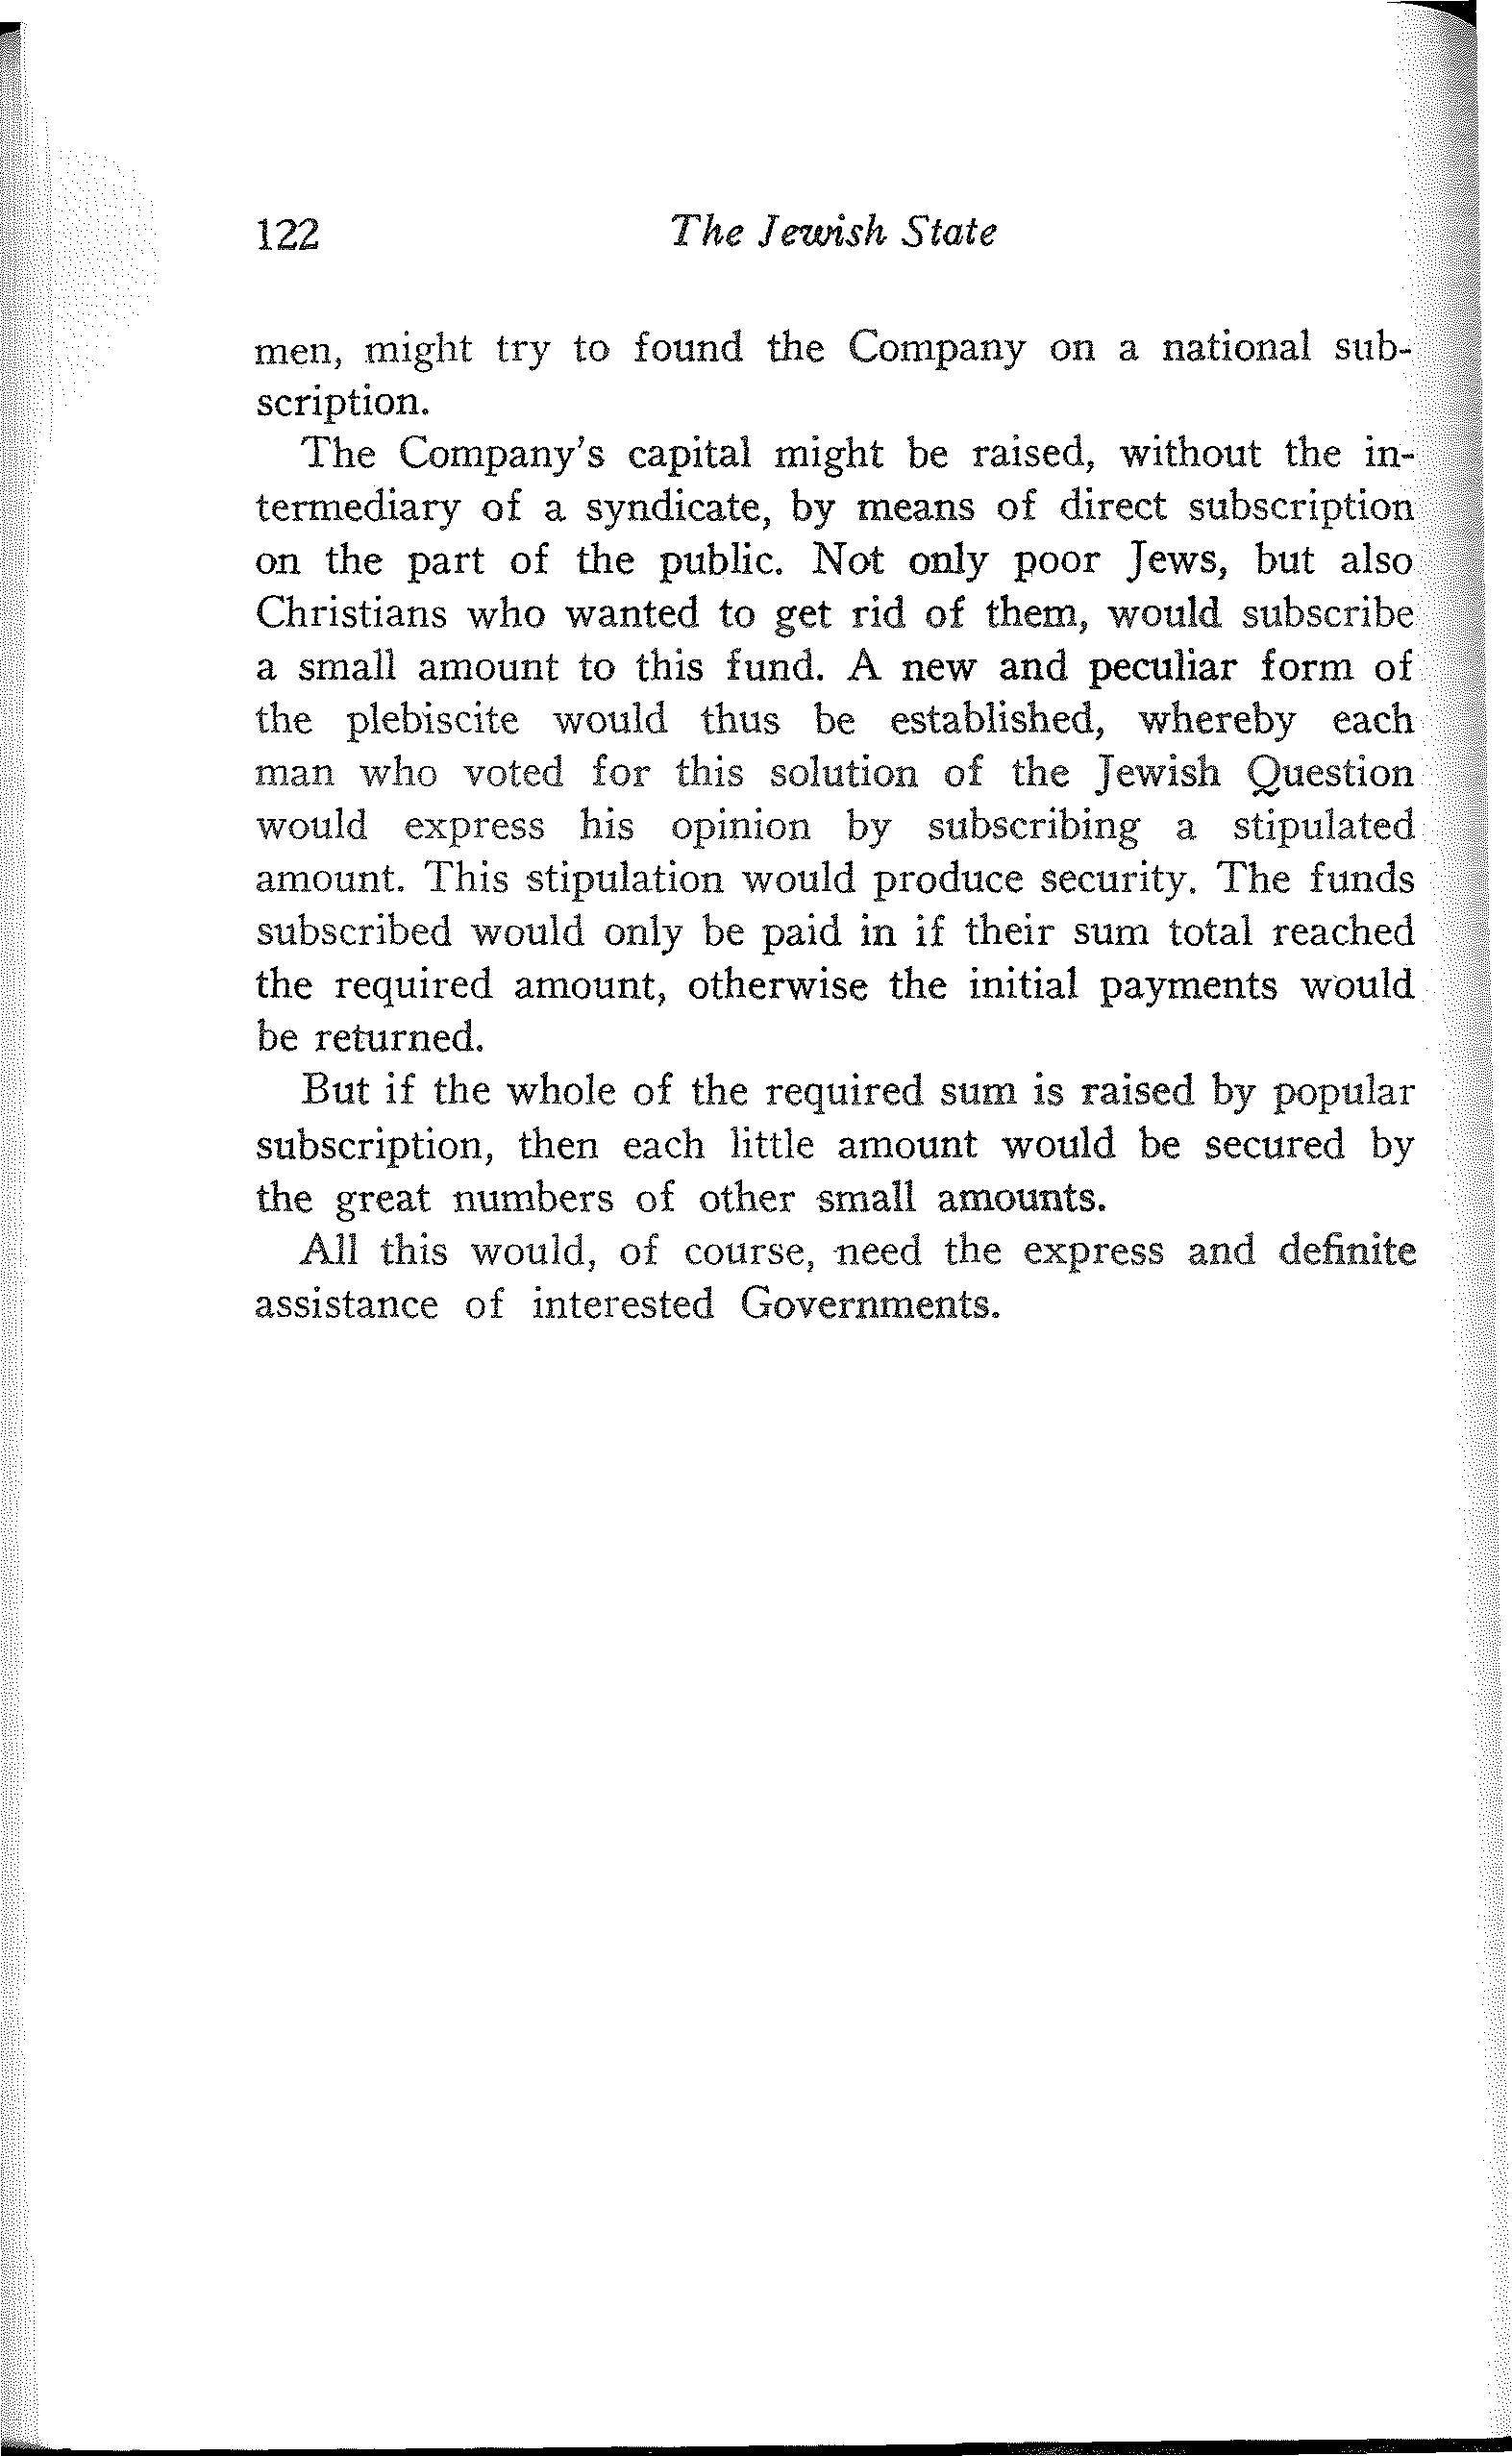 122 The Jewish State
men, might try to found the Company on a national sub-
scription.
The Company's capital might be raised, without the in-
termediary of a syndicate, by means of direct subscription
on the part of the public. Not only poor Jews, but also
Christians who wanted to get rid of them, would subscribe
a small amount to this fund. A new and peculiar form of
the plebiscite would thus be established, whereby each
man who voted for this solution of the Jewish Question
would express his opinion by subscribing a stipulated
amount. This stipulation would produce security. The funds
subscribed would only be paid in if their sum total reached
the required amount, otherwise the initial payments would
be returned.
But if the whole of the required sum is raised by popular
subscription, then each little amount would be secured by
the great numbers of other small amounts.
All this would, of course, need the express and definite
assistance of interested Governments.